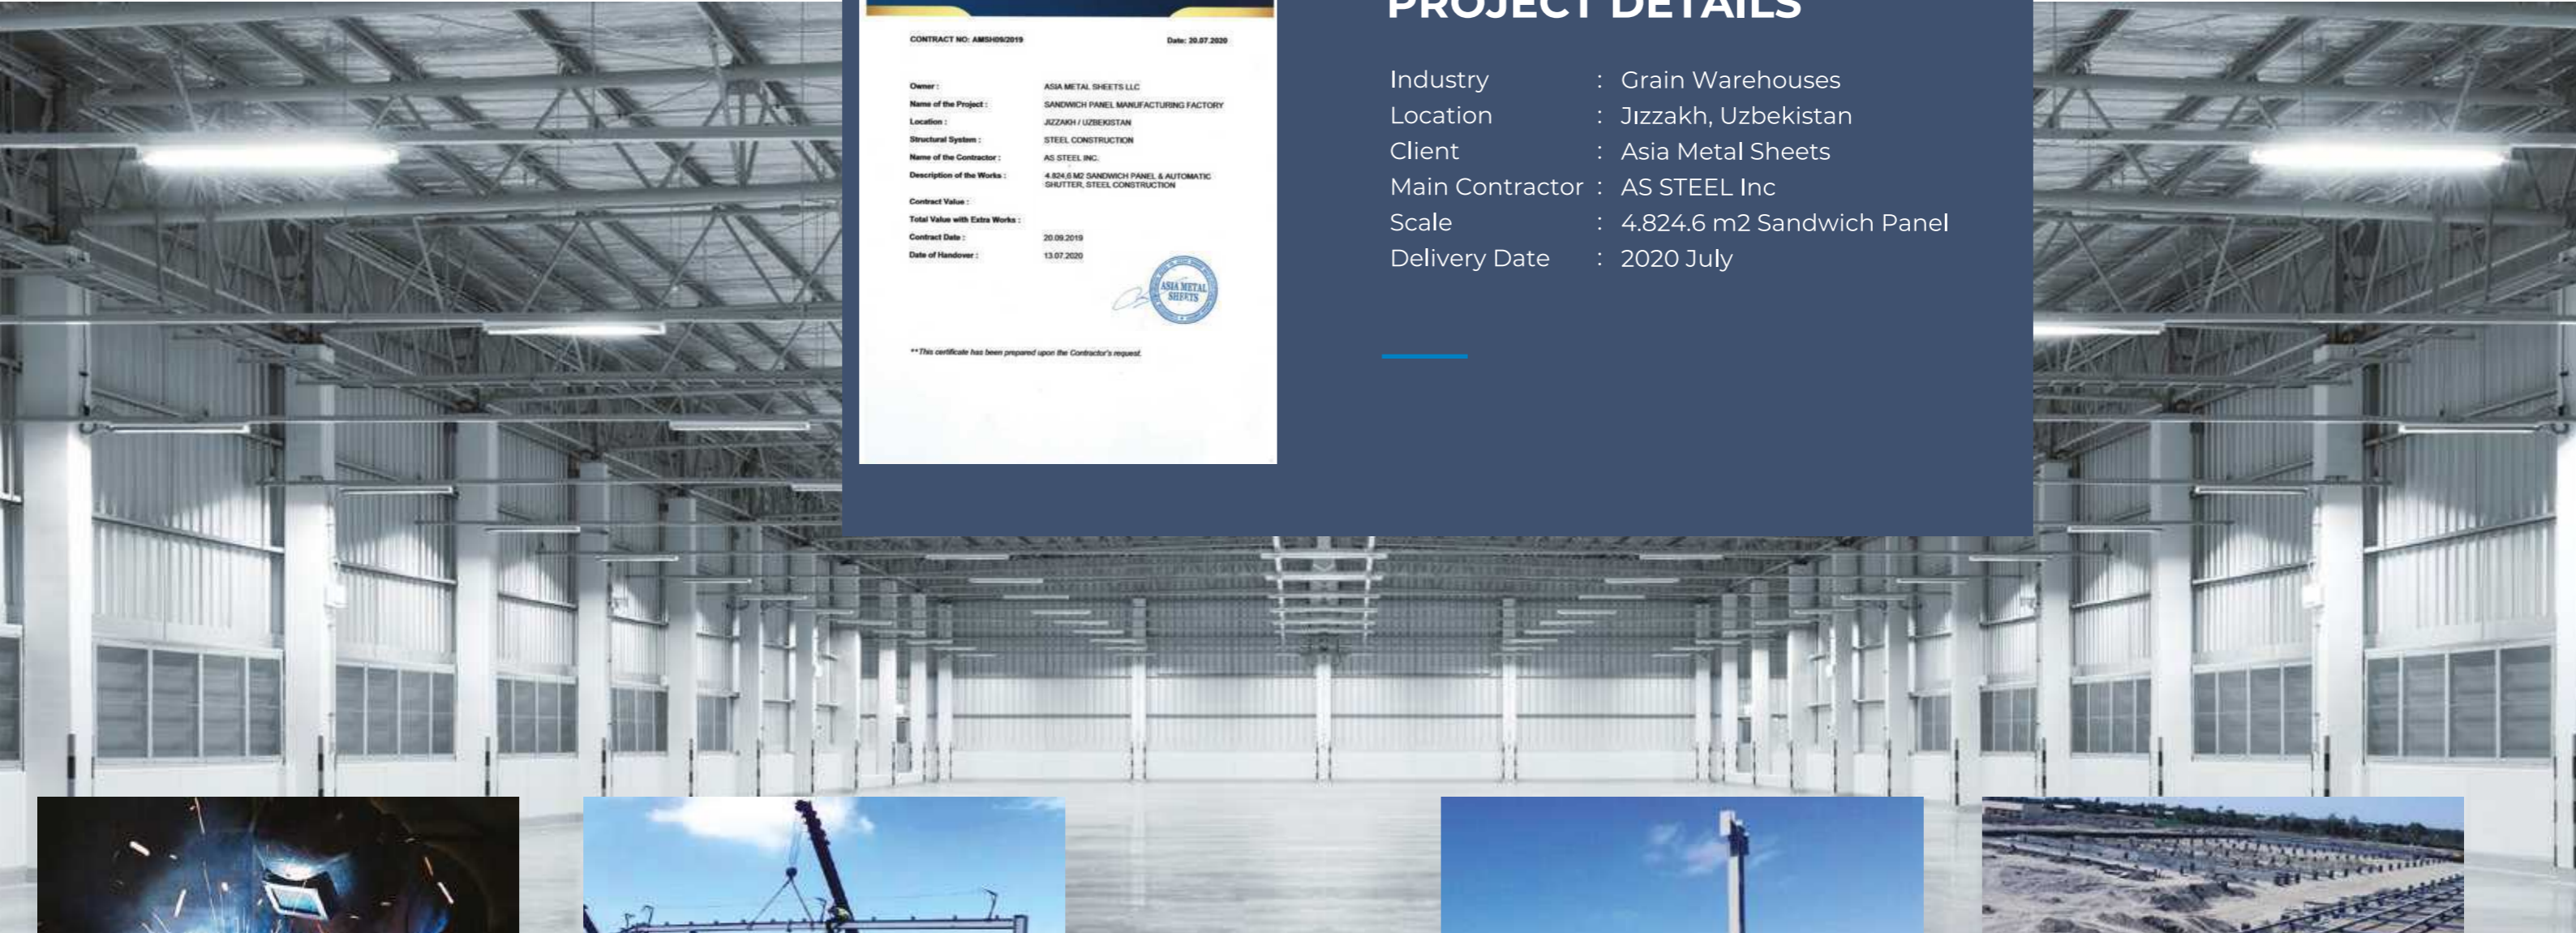 CONTRACT NO: AMSH09/2019
Date: 20.07.2020
Owner : ASIA METAL SHEETS LLC
Name of the Project : SANDWICH PANEL MANUFACTURING FACTORY
Location : JIZZAKH / UZBEKISTAN
Structural System : STEEL CONSTRUCTION
Name of the Contractor : AS STEEL INC.
Description of the Works : 4.824,6 M2 SANDWICH PANEL & AUTOMATIC
SHUTTER, STEEL CONSTRUCTION
Contract Value :
Total Value with Extra Works :
Contract Date : 20.09.2019
Date of Handover : 13.07.2020
ASIA METAL
SHEETS
**This certificate has been prepared upon the Contractor's request.
PROJECT DETAILS
Industry : Grain Warehouses
Location : Jızzakh, Uzbekistan
Client : Asia Metal Sheets
Main Contractor : AS STEEL Inc
Scale : 4.824.6 m2 Sandwich Panel
Delivery Date : 2020 July